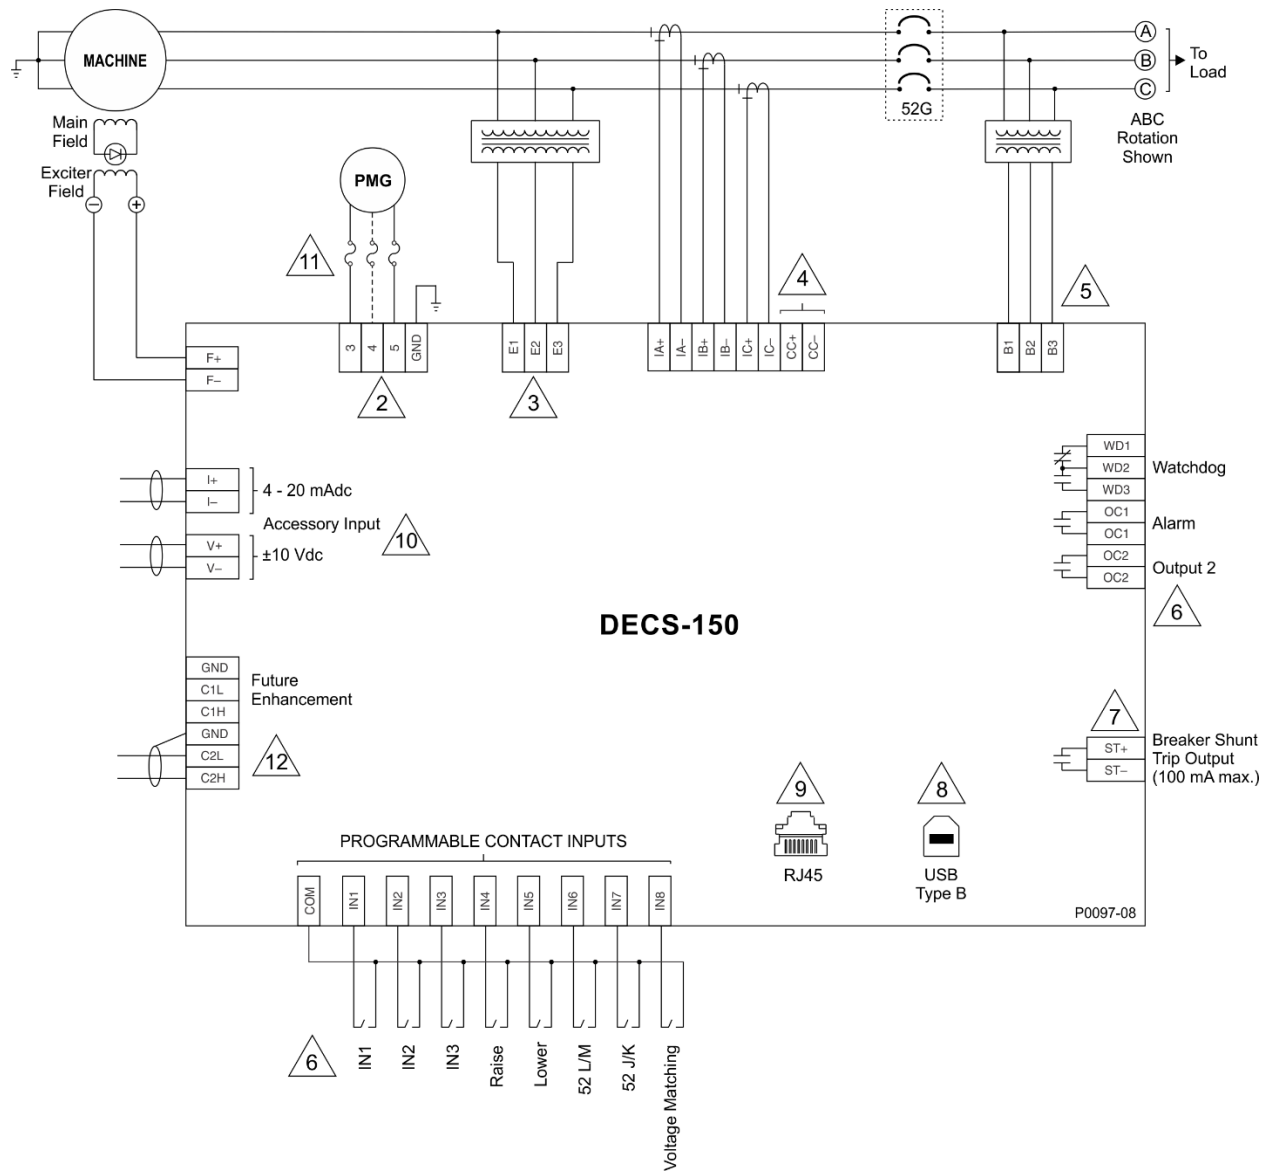 MACHINE
A
B
C
To
Load
52G
ABC
Rotation
Shown
Main
Field
Exciter
Field
−
+
PMG
11
4
5
3
4
5
GND
E1
E2
E3
IA+
IA−
IB+
IB−
IC+
IC−
CC+
CC−
B1
B2
B3
F+
F−
2
3
WD1
WD2
WD3
Watchdog
OC1
OC1
Alarm
OC2
OC2
Output 2
6
I+
I−
4 - 20 mAdc
Accessory Input
10
V+
V−
±10 Vdc
DECS-150
GND
C1L
C1H
GND
C2L
C2H
Future
Enhancement
12
7
ST+
ST−
Breaker Shunt
Trip Output
(100 mA max.)
9
RJ45
8
USB
Type B
PROGRAMMABLE CONTACT INPUTS
COM
IN1
IN2
IN3
IN4
IN5
IN6
IN7
IN8
P0097-08
6
IN1
IN2
IN3
Raise
Lower
52 L/M
52 J/K
Voltage Matching